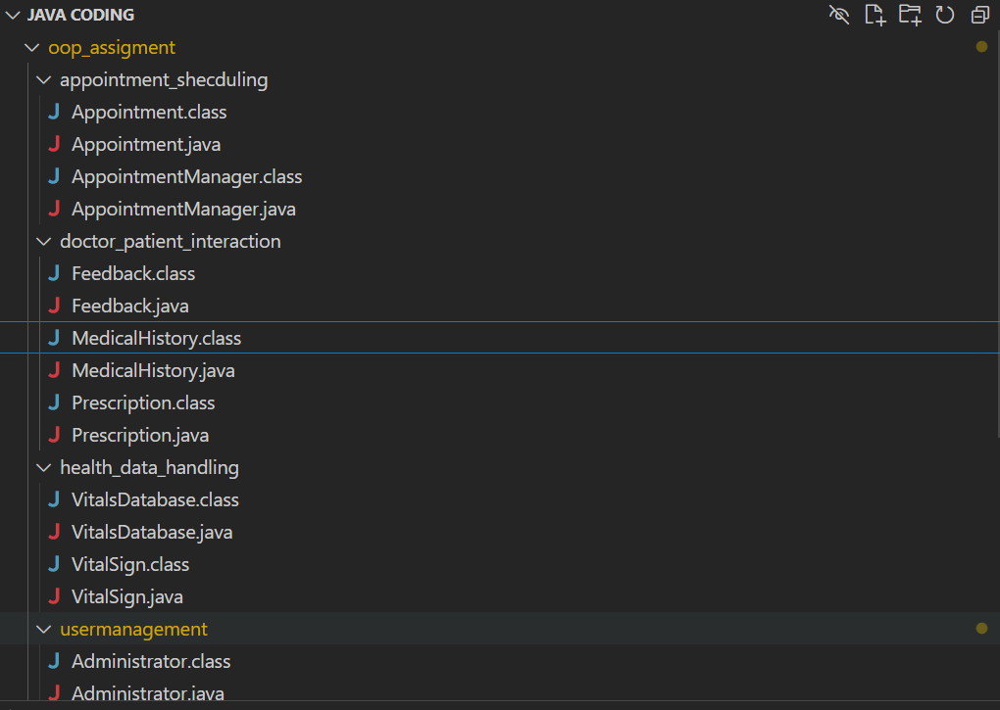 JAVA CODING
oop_assigment
appointment_shecduling
J Appointment.class
J Appointment.java
J AppointmentManager.class
J AppointmentManager.java
doctor_patient_interaction
J Feedback.class
J Feedback.java
J MedicalHistory.class
J MedicalHistory.java
J Prescription.class
J Prescription.java
health_data_handling
J VitalsDatabase.class
J VitalsDatabase.java
J VitalSign.class
J VitalSign.java
usermanagement
J Administrator.class
J Administrator.java